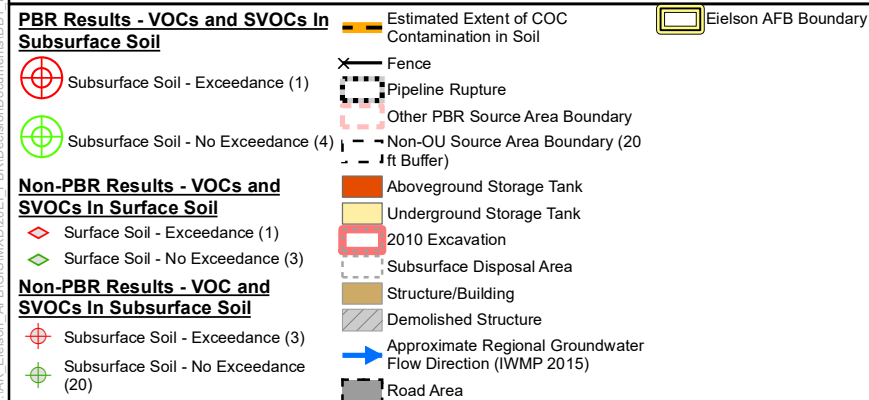 PBR Results - VOCs and SVOCs In
Subsurface Soil
Subsurface Soil - Exceedance (1)
Subsurface Soil - No Exceedance (4)
Non-PBR Results - VOCs and
SVOCs In Surface Soil
Surface Soil - Exceedance (1)
Surface Soil - No Exceedance (3)
Non-PBR Results - VOC and
SVOCs In Subsurface Soil
Subsurface Soil - Exceedance (3)
Subsurface Soil - No Exceedance
(20)
Estimated Extent of COC
Contamination in Soil
Fence
Pipeline Rupture
Other PBR Source Area Boundary
Non-OU Source Area Boundary (20
ft Buffer)
Aboveground Storage Tank
Underground Storage Tank
2010 Excavation
Subsurface Disposal Area
Structure/Building
Demolished Structure
Approximate Regional Groundwater
Flow Direction (IWMP 2015)
Road Area
Eielson AFB Boundary